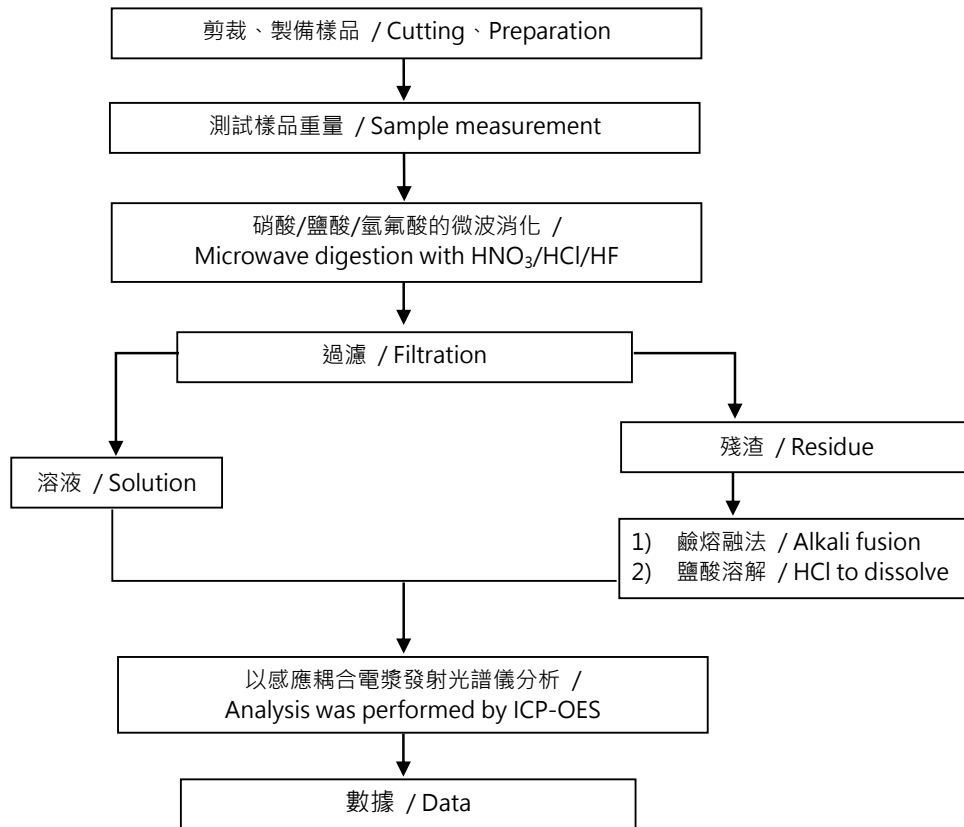 剪裁、製備樣品 / Cutting、Preparation
測試樣品重量 / Sample measurement
硝酸/鹽酸/氫氟酸的微波消化 /
Microwave digestion with HNO₃/HCl/HF
過濾 / Filtration
溶液 / Solution
殘渣 / Residue
1) 鹼熔融法 / Alkali fusion
2) 鹽酸溶解 / HCl to dissolve
以感應耦合電漿發射光譜儀分析 /
Analysis was performed by ICP-OES
數據 / Data